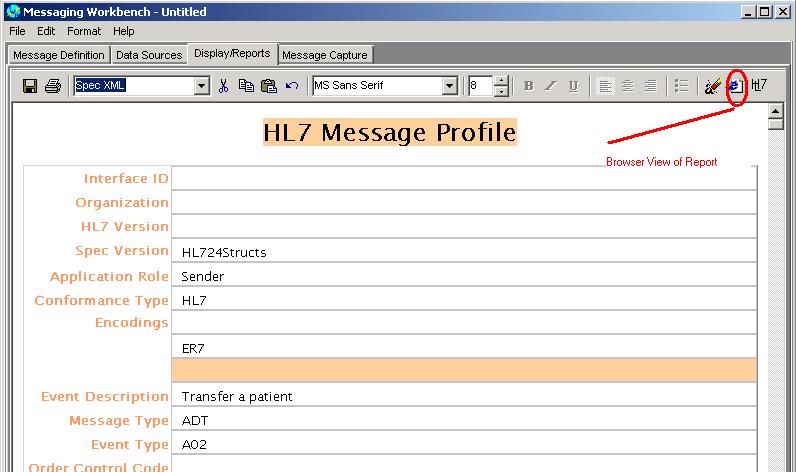 Messaging Workbench - Untitled
File Edit Format Help
Message Definition Data Sources Display/Reports Message Capture
Spec XML MS Sans Serif 8 B I U HL7
HL7 Message Profile
Browser View of Report
Interface ID
Organization
HL7 Version
Spec Version HL724Structs
Application Role Sender
Conformance Type HL7
Encodings
ER7
Event Description Transfer a patient
Message Type ADT
Event Type A02
Order Control Code